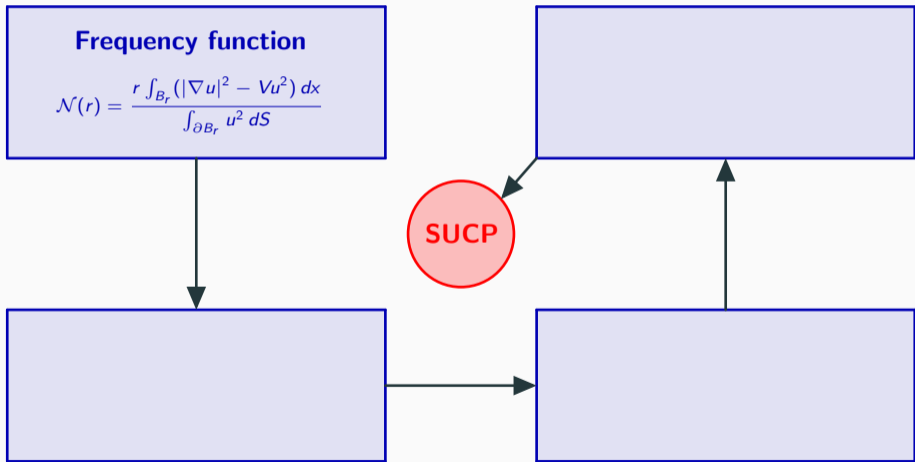 Frequency function
𝒩(r) = r ∫_{B_r} (|∇u|² − Vu²) dx / ∫_{∂B_r} u² dS
SUCP